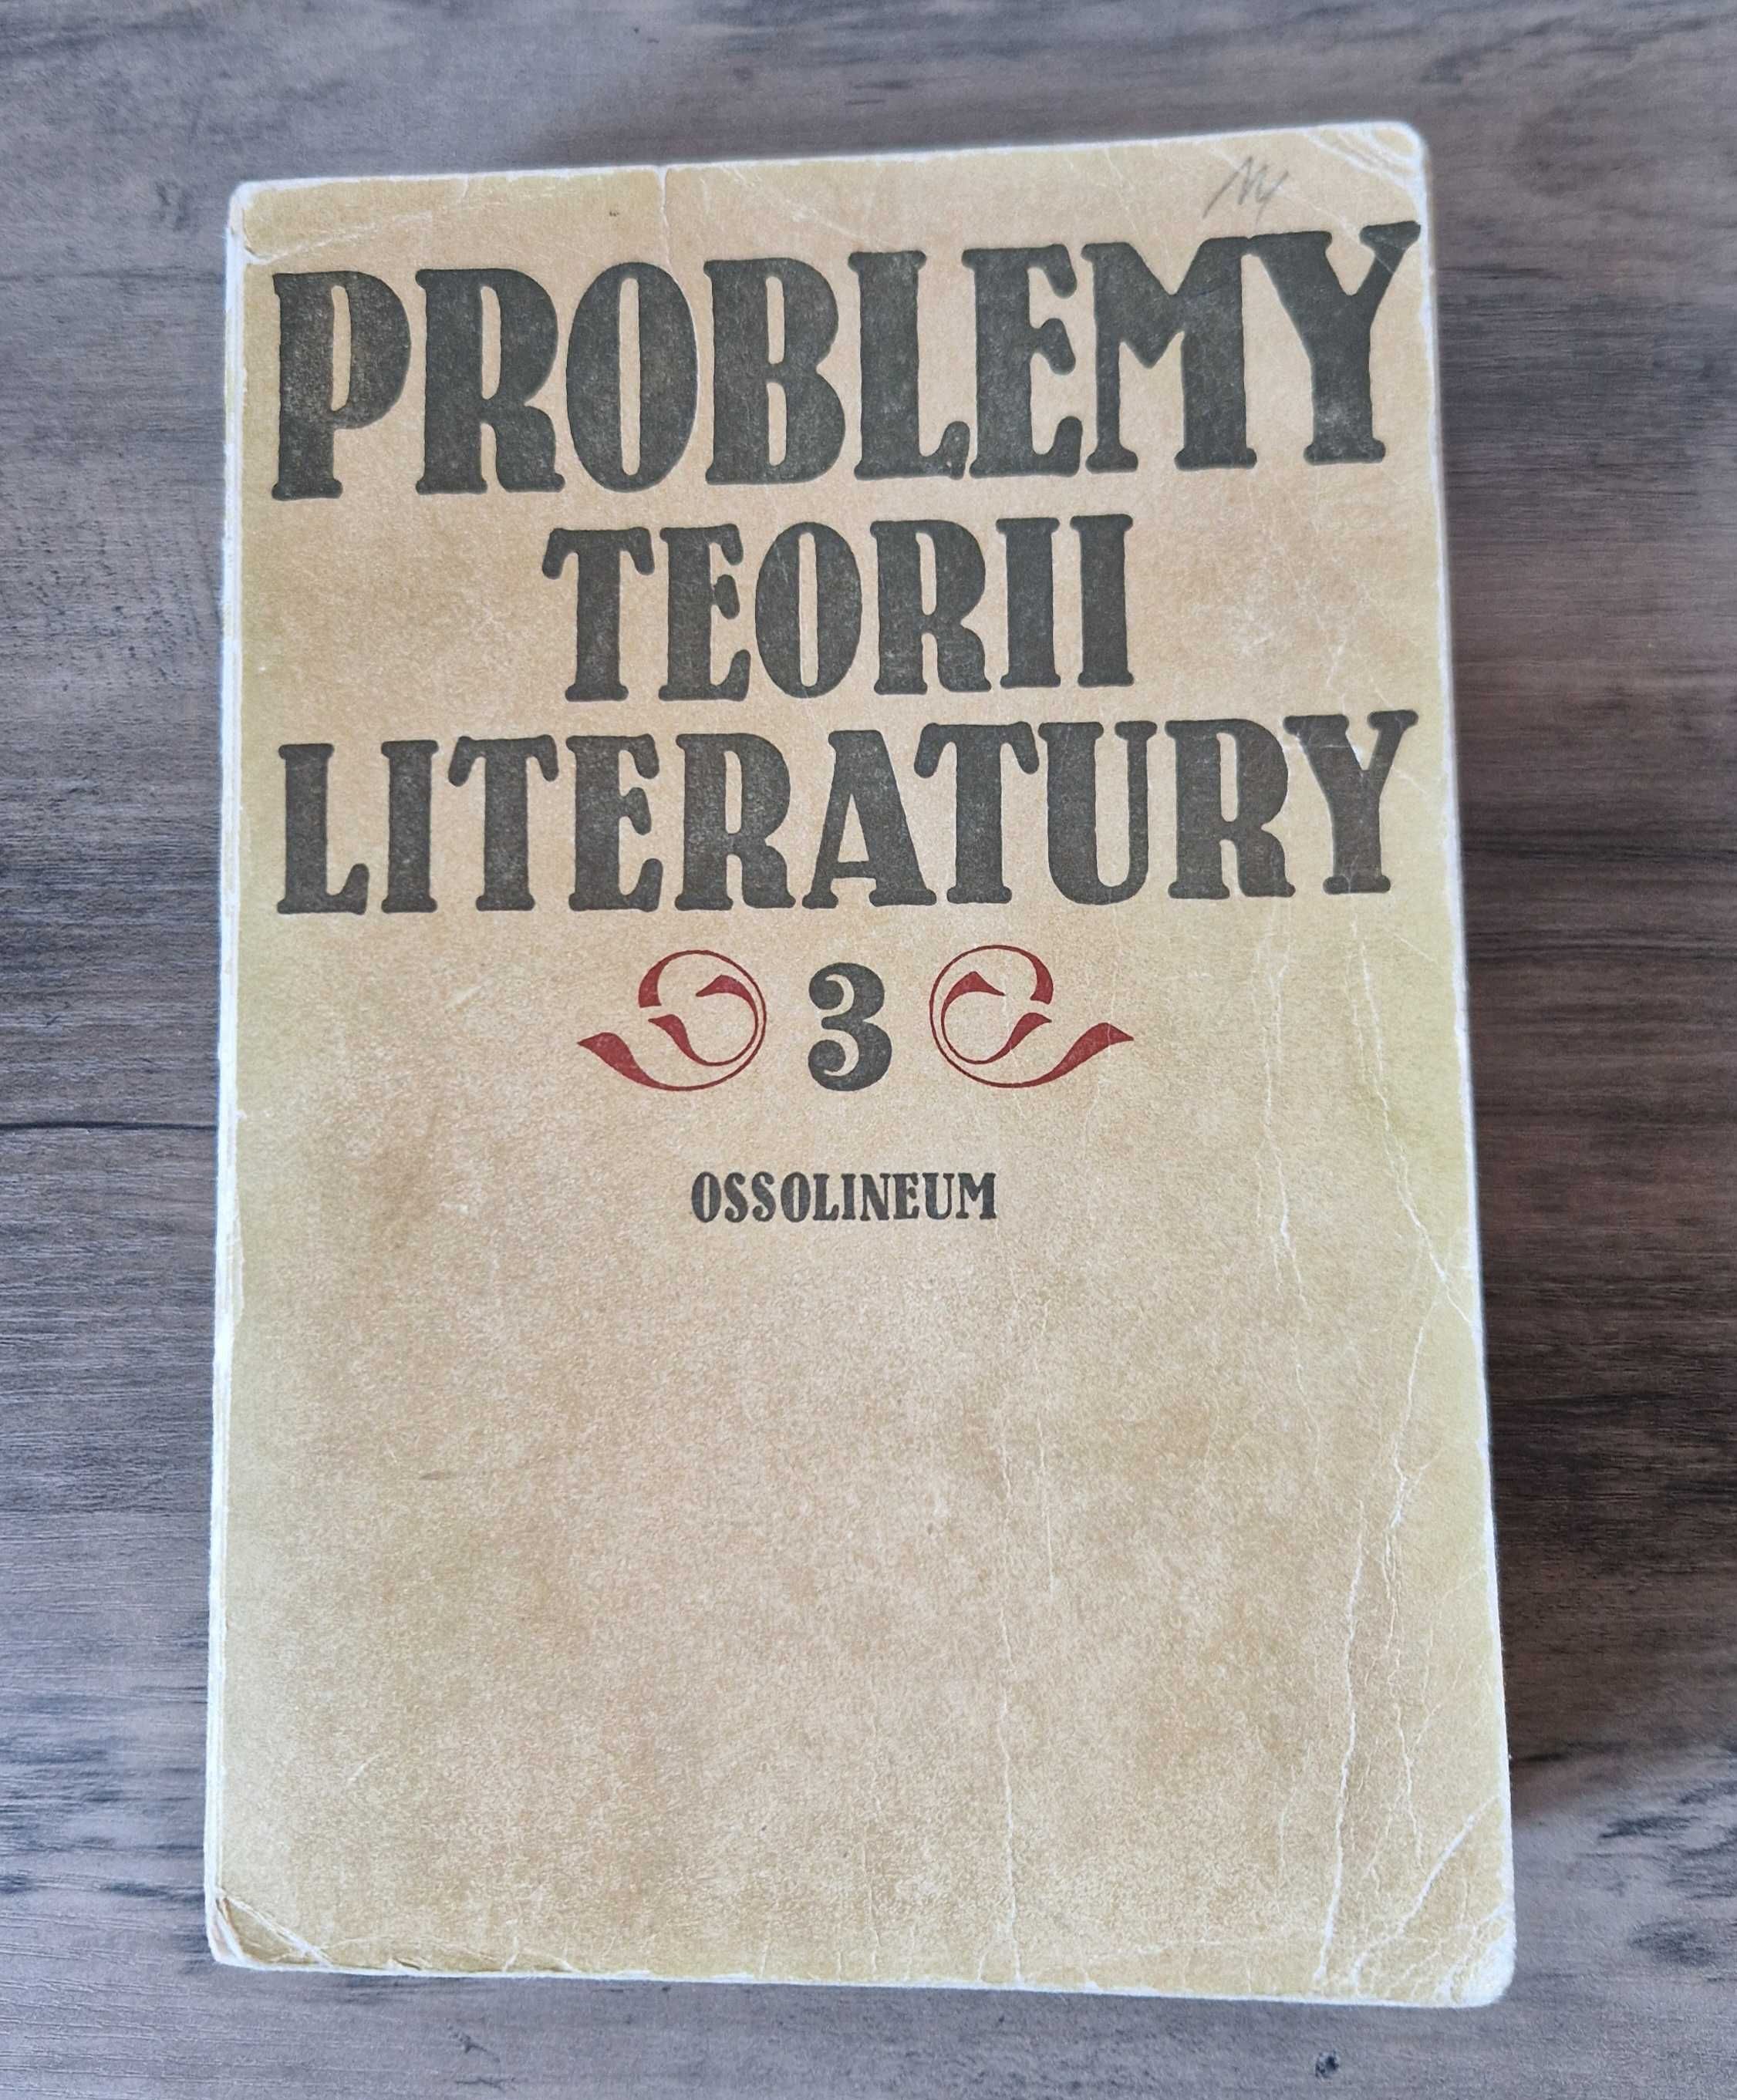 PROBLEMY
TEORII
LITERATURY
3
OSSOLINEUM